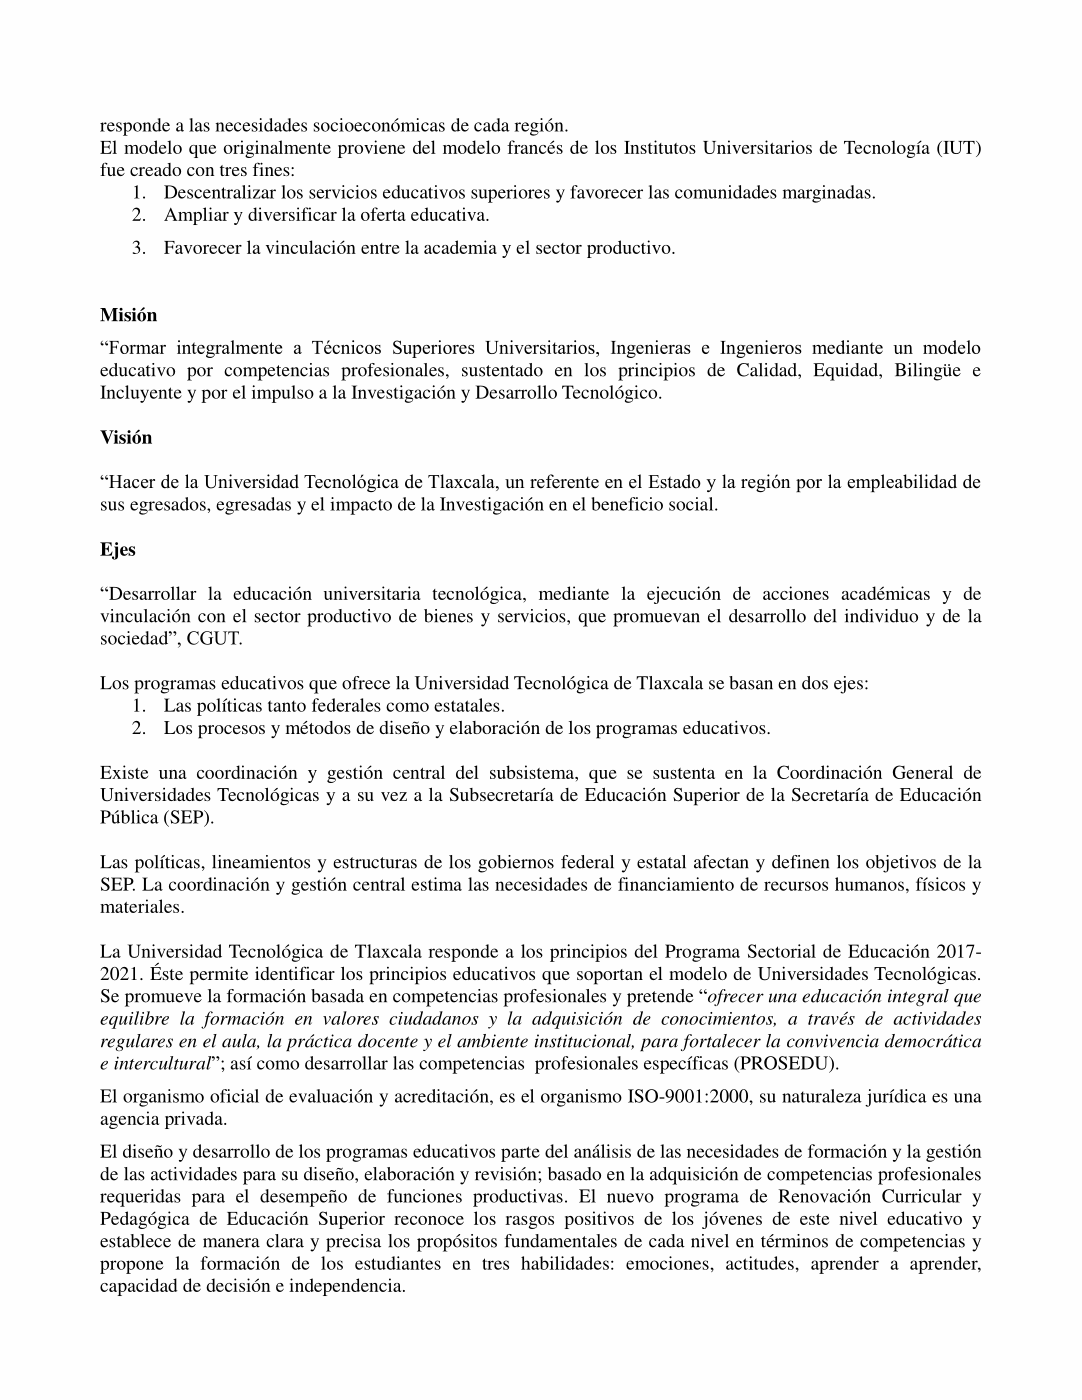 responde a las necesidades socioeconómicas de cada región.
El modelo que originalmente proviene del modelo francés de los Institutos Universitarios de Tecnología (IUT)
fue creado con tres fines:
1. Descentralizar los servicios educativos superiores y favorecer las comunidades marginadas.
2. Ampliar y diversificar la oferta educativa.
3. Favorecer la vinculación entre la academia y el sector productivo.
Misión
“Formar integralmente a Técnicos Superiores Universitarios, Ingenieras e Ingenieros mediante un modelo
educativo por competencias profesionales, sustentado en los principios de Calidad, Equidad, Bilingüe e
Incluyente y por el impulso a la Investigación y Desarrollo Tecnológico.
Visión
“Hacer de la Universidad Tecnológica de Tlaxcala, un referente en el Estado y la región por la empleabilidad de
sus egresados, egresadas y el impacto de la Investigación en el beneficio social.
Ejes
“Desarrollar la educación universitaria tecnológica, mediante la ejecución de acciones académicas y de
vinculación con el sector productivo de bienes y servicios, que promuevan el desarrollo del individuo y de la
sociedad”, CGUT.
Los programas educativos que ofrece la Universidad Tecnológica de Tlaxcala se basan en dos ejes:
1. Las políticas tanto federales como estatales.
2. Los procesos y métodos de diseño y elaboración de los programas educativos.
Existe una coordinación y gestión central del subsistema, que se sustenta en la Coordinación General de
Universidades Tecnológicas y a su vez a la Subsecretaría de Educación Superior de la Secretaría de Educación
Pública (SEP).
Las políticas, lineamientos y estructuras de los gobiernos federal y estatal afectan y definen los objetivos de la
SEP. La coordinación y gestión central estima las necesidades de financiamiento de recursos humanos, físicos y
materiales.
La Universidad Tecnológica de Tlaxcala responde a los principios del Programa Sectorial de Educación 2017-
2021. Éste permite identificar los principios educativos que soportan el modelo de Universidades Tecnológicas.
Se promueve la formación basada en competencias profesionales y pretende “ofrecer una educación integral que
equilibre la formación en valores ciudadanos y la adquisición de conocimientos, a través de actividades
regulares en el aula, la práctica docente y el ambiente institucional, para fortalecer la convivencia democrática
e intercultural”; así como desarrollar las competencias profesionales específicas (PROSEDU).
El organismo oficial de evaluación y acreditación, es el organismo ISO-9001:2000, su naturaleza jurídica es una
agencia privada.
El diseño y desarrollo de los programas educativos parte del análisis de las necesidades de formación y la gestión
de las actividades para su diseño, elaboración y revisión; basado en la adquisición de competencias profesionales
requeridas para el desempeño de funciones productivas. El nuevo programa de Renovación Curricular y
Pedagógica de Educación Superior reconoce los rasgos positivos de los jóvenes de este nivel educativo y
establece de manera clara y precisa los propósitos fundamentales de cada nivel en términos de competencias y
propone la formación de los estudiantes en tres habilidades: emociones, actitudes, aprender a aprender,
capacidad de decisión e independencia.